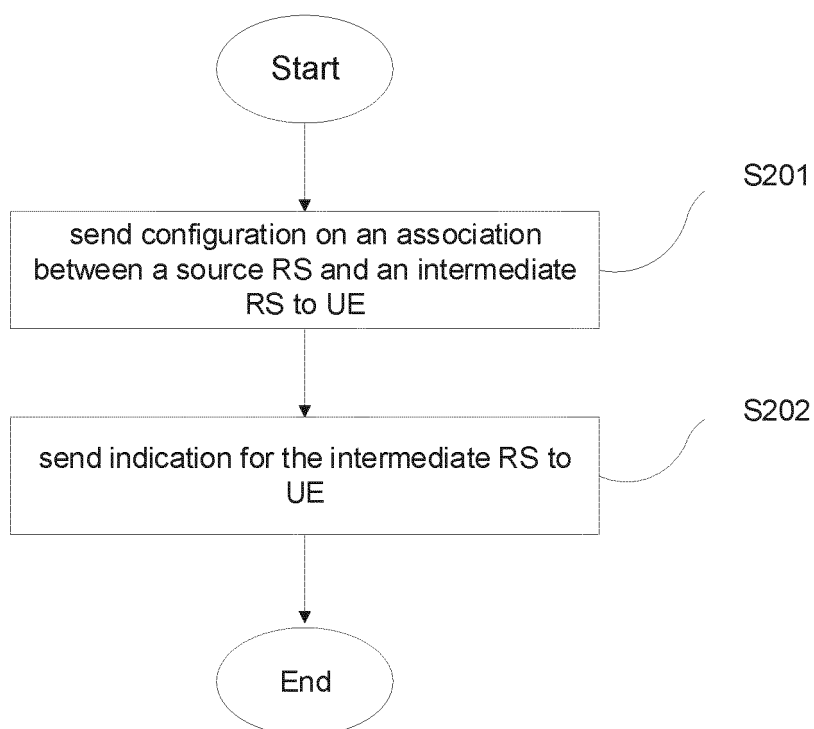 Start
S201
send configuration on an association
between a source RS and an intermediate
RS to UE
S202
send indication for the intermediate RS to
UE
End